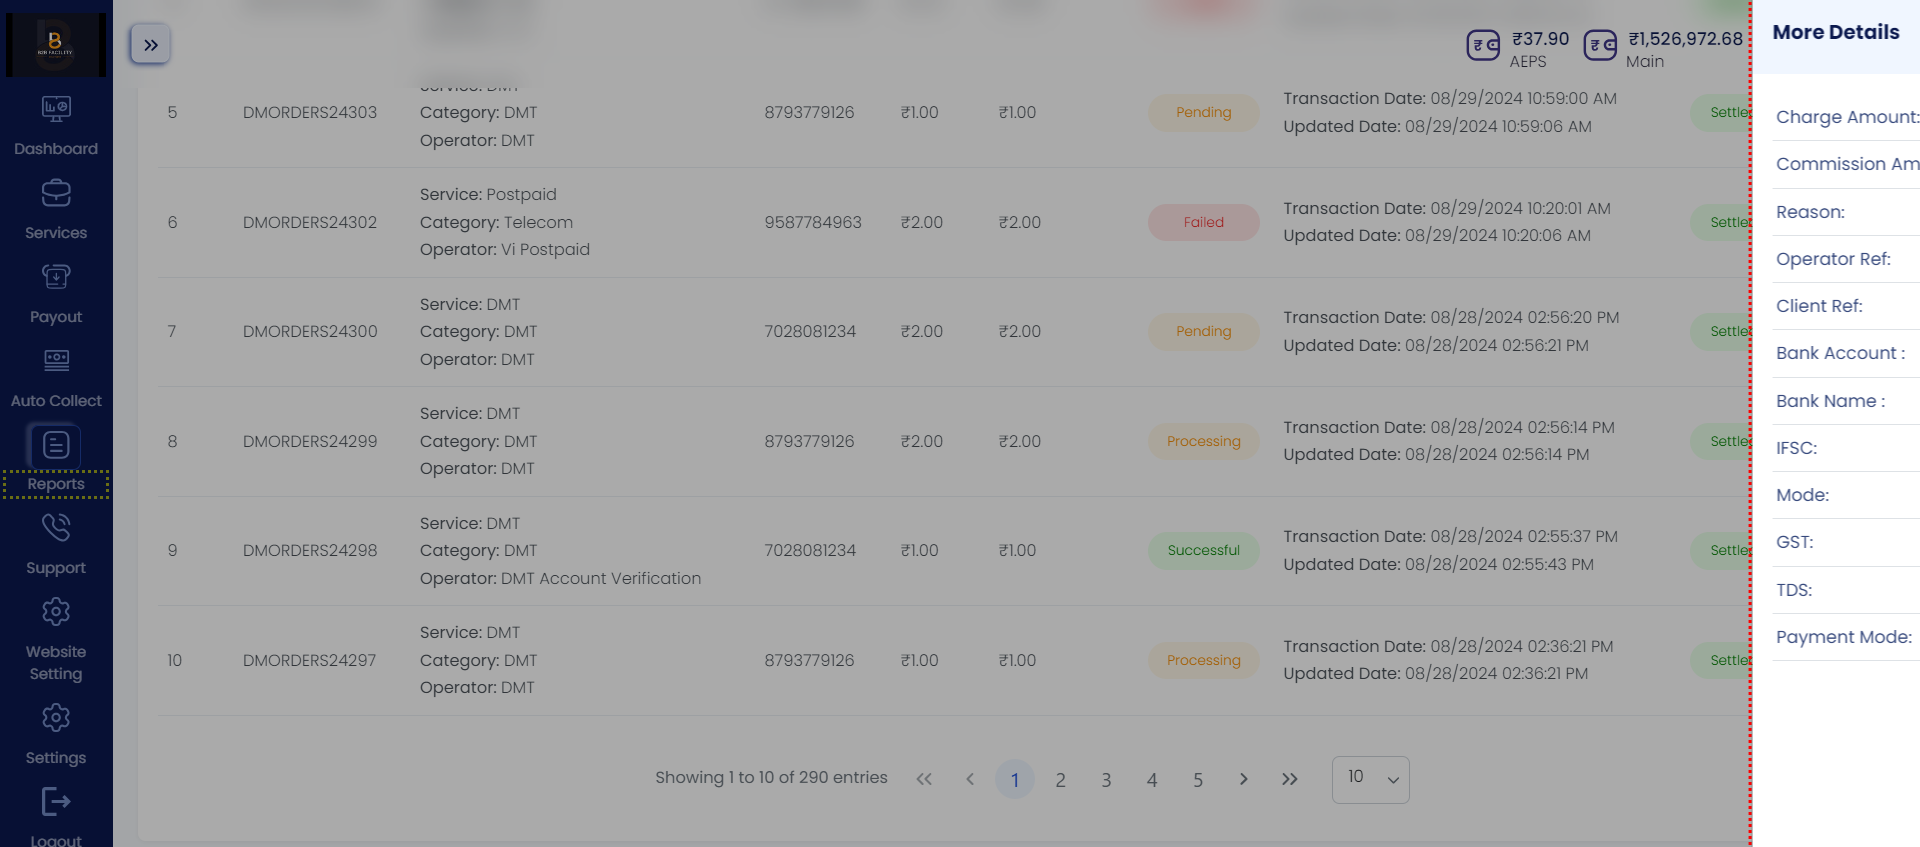 B2B FACILITY
Dashboard
Services
Payout
Auto Collect
Reports
Support
Website
Setting
Settings
Logout
₹37.90
AEPS
₹1,526,972.68
Main
Service: DMT
5 DMORDERS24303 Category: DMT 8793779126 ₹1.00 ₹1.00 Pending Transaction Date: 08/29/2024 10:59:00 AM Settle
Operator: DMT Updated Date: 08/29/2024 10:59:06 AM
Service: Postpaid
6 DMORDERS24302 Category: Telecom 9587784963 ₹2.00 ₹2.00 Failed Transaction Date: 08/29/2024 10:20:01 AM Settle
Operator: Vi Postpaid Updated Date: 08/29/2024 10:20:06 AM
Service: DMT
7 DMORDERS24300 Category: DMT 7028081234 ₹2.00 ₹2.00 Pending Transaction Date: 08/28/2024 02:56:20 PM Settle
Operator: DMT Updated Date: 08/28/2024 02:56:21 PM
Service: DMT
8 DMORDERS24299 Category: DMT 8793779126 ₹2.00 ₹2.00 Processing Transaction Date: 08/28/2024 02:56:14 PM Settle
Operator: DMT Updated Date: 08/28/2024 02:56:14 PM
Service: DMT
9 DMORDERS24298 Category: DMT 7028081234 ₹1.00 ₹1.00 Successful Transaction Date: 08/28/2024 02:55:37 PM Settle
Operator: DMT Account Verification Updated Date: 08/28/2024 02:55:43 PM
Service: DMT
10 DMORDERS24297 Category: DMT 8793779126 ₹1.00 ₹1.00 Processing Transaction Date: 08/28/2024 02:36:21 PM Settle
Operator: DMT Updated Date: 08/28/2024 02:36:21 PM
Showing 1 to 10 of 290 entries 1 2 3 4 5 10
More Details
Charge Amount:
Commission Am
Reason:
Operator Ref:
Client Ref:
Bank Account :
Bank Name :
IFSC:
Mode:
GST:
TDS:
Payment Mode: